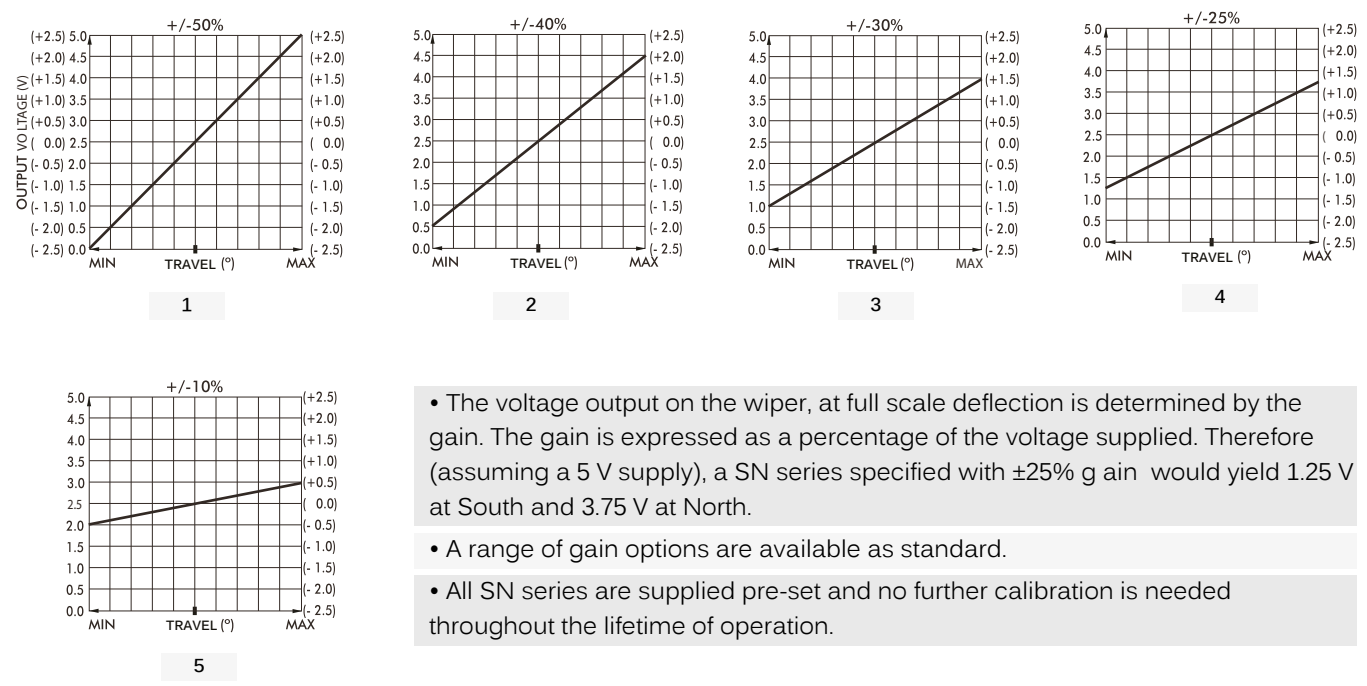 +/-50%
(+2.5) 5.0 (+2.5)
(+2.0) 4.5 (+2.0)
(+1.5) 4.0 (+1.5)
(+1.0) 3.5 (+1.0)
(+0.5) 3.0 (+0.5)
( 0.0) 2.5 ( 0.0)
(- 0.5) 2.0 (- 0.5)
(- 1.0) 1.5 (- 1.0)
(- 1.5) 1.0 (- 1.5)
(- 2.0) 0.5 (- 2.0)
(- 2.5) 0.0 (- 2.5)
OUTPUT VOLTAGE (V)
MIN TRAVEL (º) MAX
1
+/-40%
5.0 (+2.5)
4.5 (+2.0)
4.0 (+1.5)
3.5 (+1.0)
3.0 (+0.5)
2.5 ( 0.0)
2.0 (- 0.5)
1.5 (- 1.0)
1.0 (- 1.5)
0.5 (- 2.0)
0.0 (- 2.5)
MIN TRAVEL (º) MAX
2
+/-30%
5.0 (+2.5)
4.5 (+2.0)
4.0 (+1.5)
3.5 (+1.0)
3.0 (+0.5)
2.5 ( 0.0)
2.0 (- 0.5)
1.5 (- 1.0)
1.0 (- 1.5)
0.5 (- 2.0)
0.0 (- 2.5)
MIN TRAVEL (º) MAX
3
+/-25%
5.0 (+2.5)
4.5 (+2.0)
4.0 (+1.5)
3.5 (+1.0)
3.0 (+0.5)
2.5 ( 0.0)
2.0 (- 0.5)
1.5 (- 1.0)
1.0 (- 1.5)
0.5 (- 2.0)
0.0 (- 2.5)
MIN TRAVEL (º) MAX
4
+/-10%
5.0 (+2.5)
4.5 (+2.0)
4.0 (+1.5)
3.5 (+1.0)
3.0 (+0.5)
2.5 ( 0.0)
2.0 (- 0.5)
1.5 (- 1.0)
1.0 (- 1.5)
0.5 (- 2.0)
0.0 (- 2.5)
MIN TRAVEL (º) MAX
5
• The voltage output on the wiper, at full scale deflection is determined by the
gain. The gain is expressed as a percentage of the voltage supplied. Therefore
(assuming a 5 V supply), a SN series specified with ±25% g ain would yield 1.25 V
at South and 3.75 V at North.
• A range of gain options are available as standard.
• All SN series are supplied pre-set and no further calibration is needed
throughout the lifetime of operation.